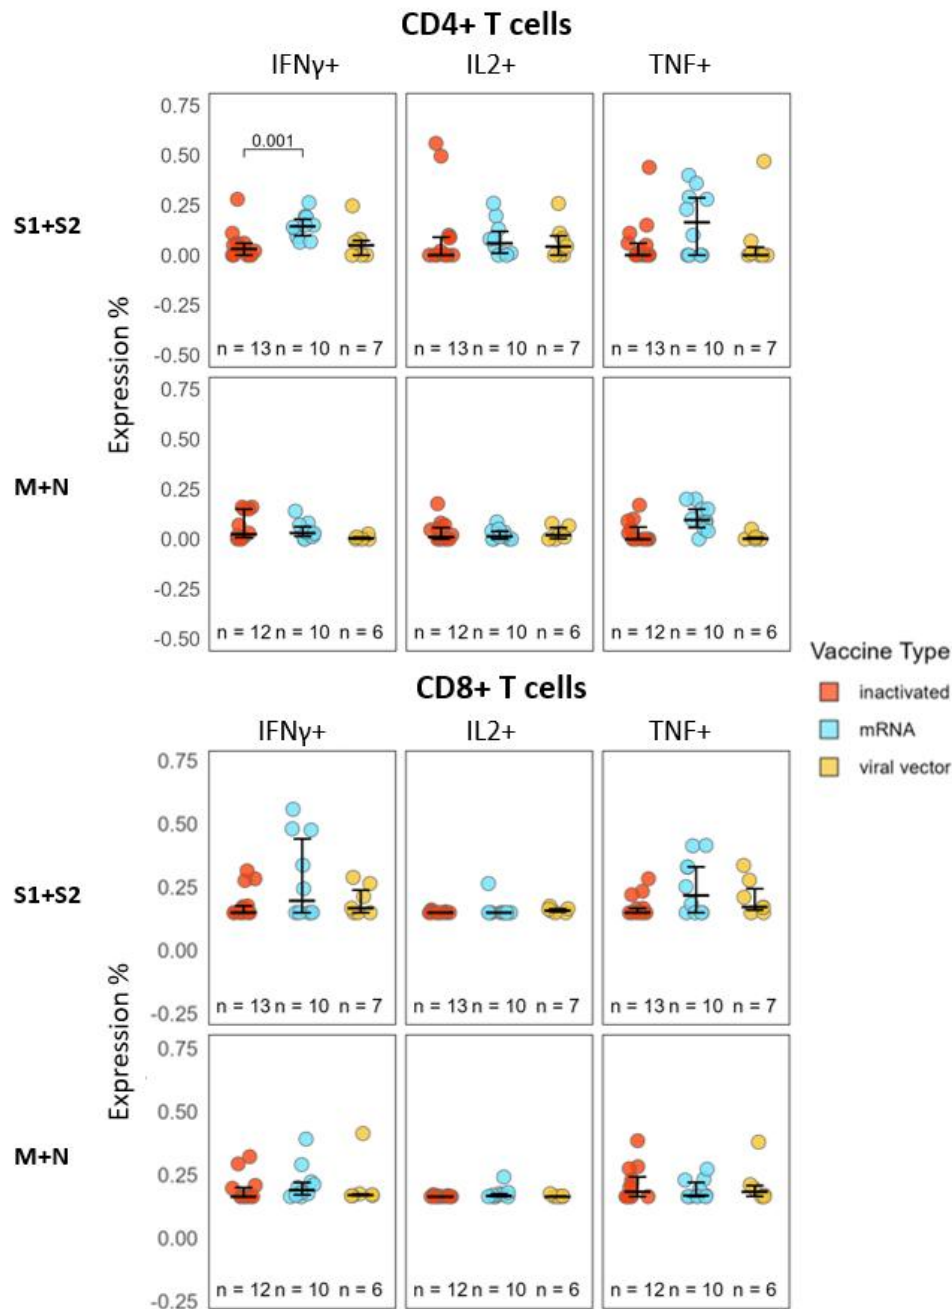 CD4+ T cells
IFNγ+ IL2+ TNF+
S1+S2
Expression %
0.75
0.50
0.25
0.00
-0.25
-0.50
0.001
n = 13 n = 10 n = 7
n = 13 n = 10 n = 7
n = 13 n = 10 n = 7
M+N
0.75
0.50
0.25
0.00
-0.25
-0.50
n = 12 n = 10 n = 6
n = 12 n = 10 n = 6
n = 12 n = 10 n = 6
Vaccine Type
inactivated
mRNA
viral vector
CD8+ T cells
IFNγ+ IL2+ TNF+
S1+S2
Expression %
0.75
0.50
0.25
0.00
-0.25
n = 13 n = 10 n = 7
n = 13 n = 10 n = 7
n = 13 n = 10 n = 7
M+N
0.75
0.50
0.25
0.00
-0.25
n = 12 n = 10 n = 6
n = 12 n = 10 n = 6
n = 12 n = 10 n = 6